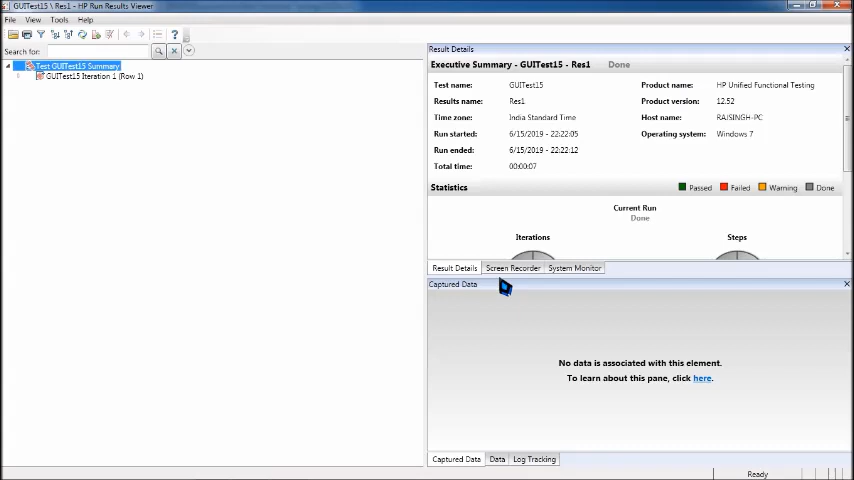 GUITest15 \ Res1 - HP Run Results Viewer
File View Tools Help
Search for:
Test GUITest15 Summary
GUITest15 Iteration 1 (Row 1)
Result Details
Executive Summary - GUITest15 - Res1 Done
Test name: GUITest15 Product name: HP Unified Functional Testing
Results name: Res1 Product version: 12.52
Time zone: India Standard Time Host name: RAJSINGH-PC
Run started: 6/15/2019 - 22:22:05 Operating system: Windows 7
Run ended: 6/15/2019 - 22:22:12
Total time: 00:00:07
Statistics Passed Failed Warning Done
Current Run
Done
Iterations Steps
Result Details Screen Recorder System Monitor
Captured Data
No data is associated with this element.
To learn about this pane, click here.
Captured Data Data Log Tracking
Ready